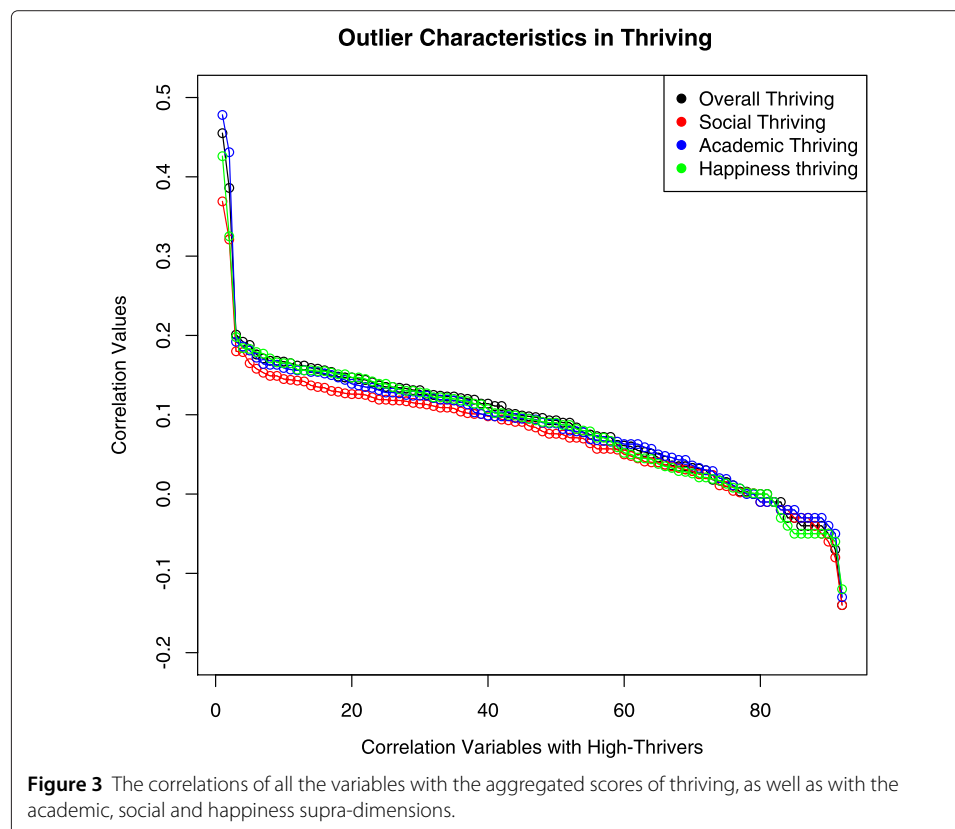 Outlier Characteristics in Thriving
Overall Thriving
Social Thriving
Academic Thriving
Happiness thriving
0.5
0.4
0.3
0.2
0.1
0.0
-0.1
-0.2
Correlation Values
0 20 40 60 80
Correlation Variables with High-Thrivers
Figure 3 The correlations of all the variables with the aggregated scores of thriving, as well as with the
academic, social and happiness supra-dimensions.